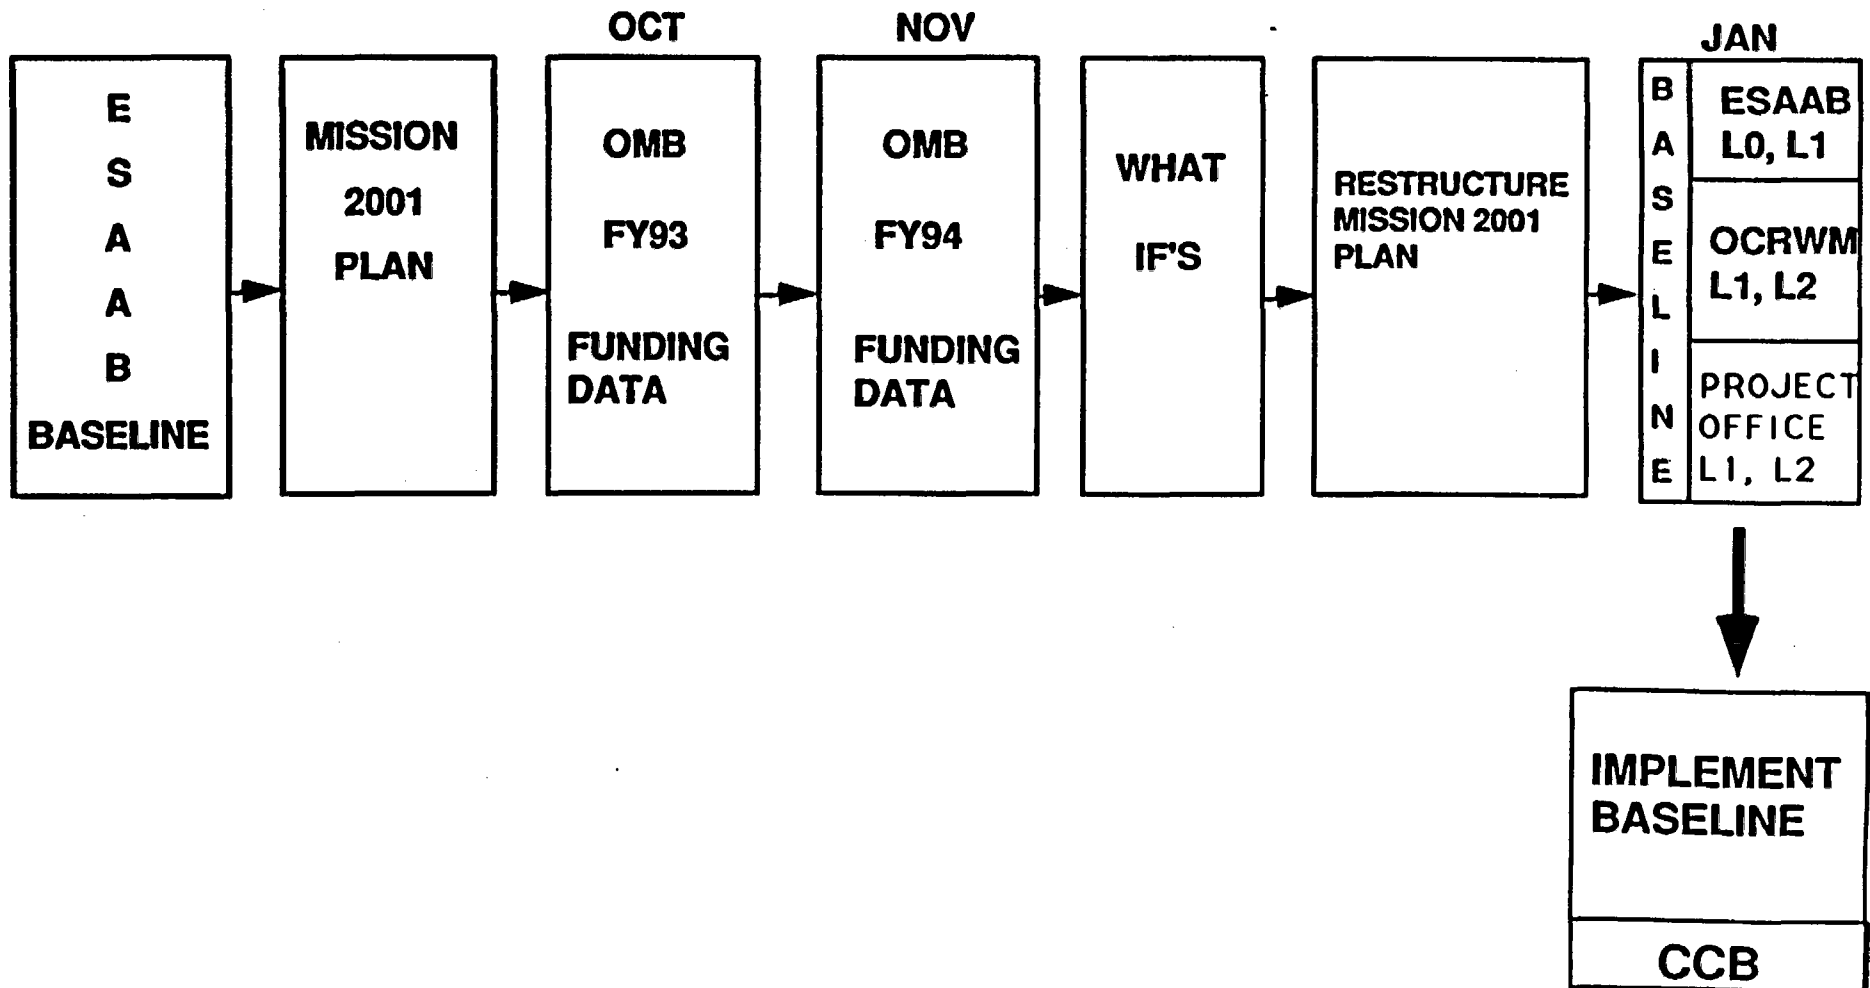 OCT
NOV
JAN
E
S
A
A
B
BASELINE
MISSION
2001
PLAN
OMB
FY93
FUNDING
DATA
OMB
FY94
FUNDING
DATA
WHAT
IF'S
RESTRUCTURE
MISSION 2001
PLAN
B
A
S
E
L
I
N
E
ESAAB
L0, L1
OCRWM
L1, L2
PROJECT
OFFICE
L1, L2
IMPLEMENT
BASELINE
CCB